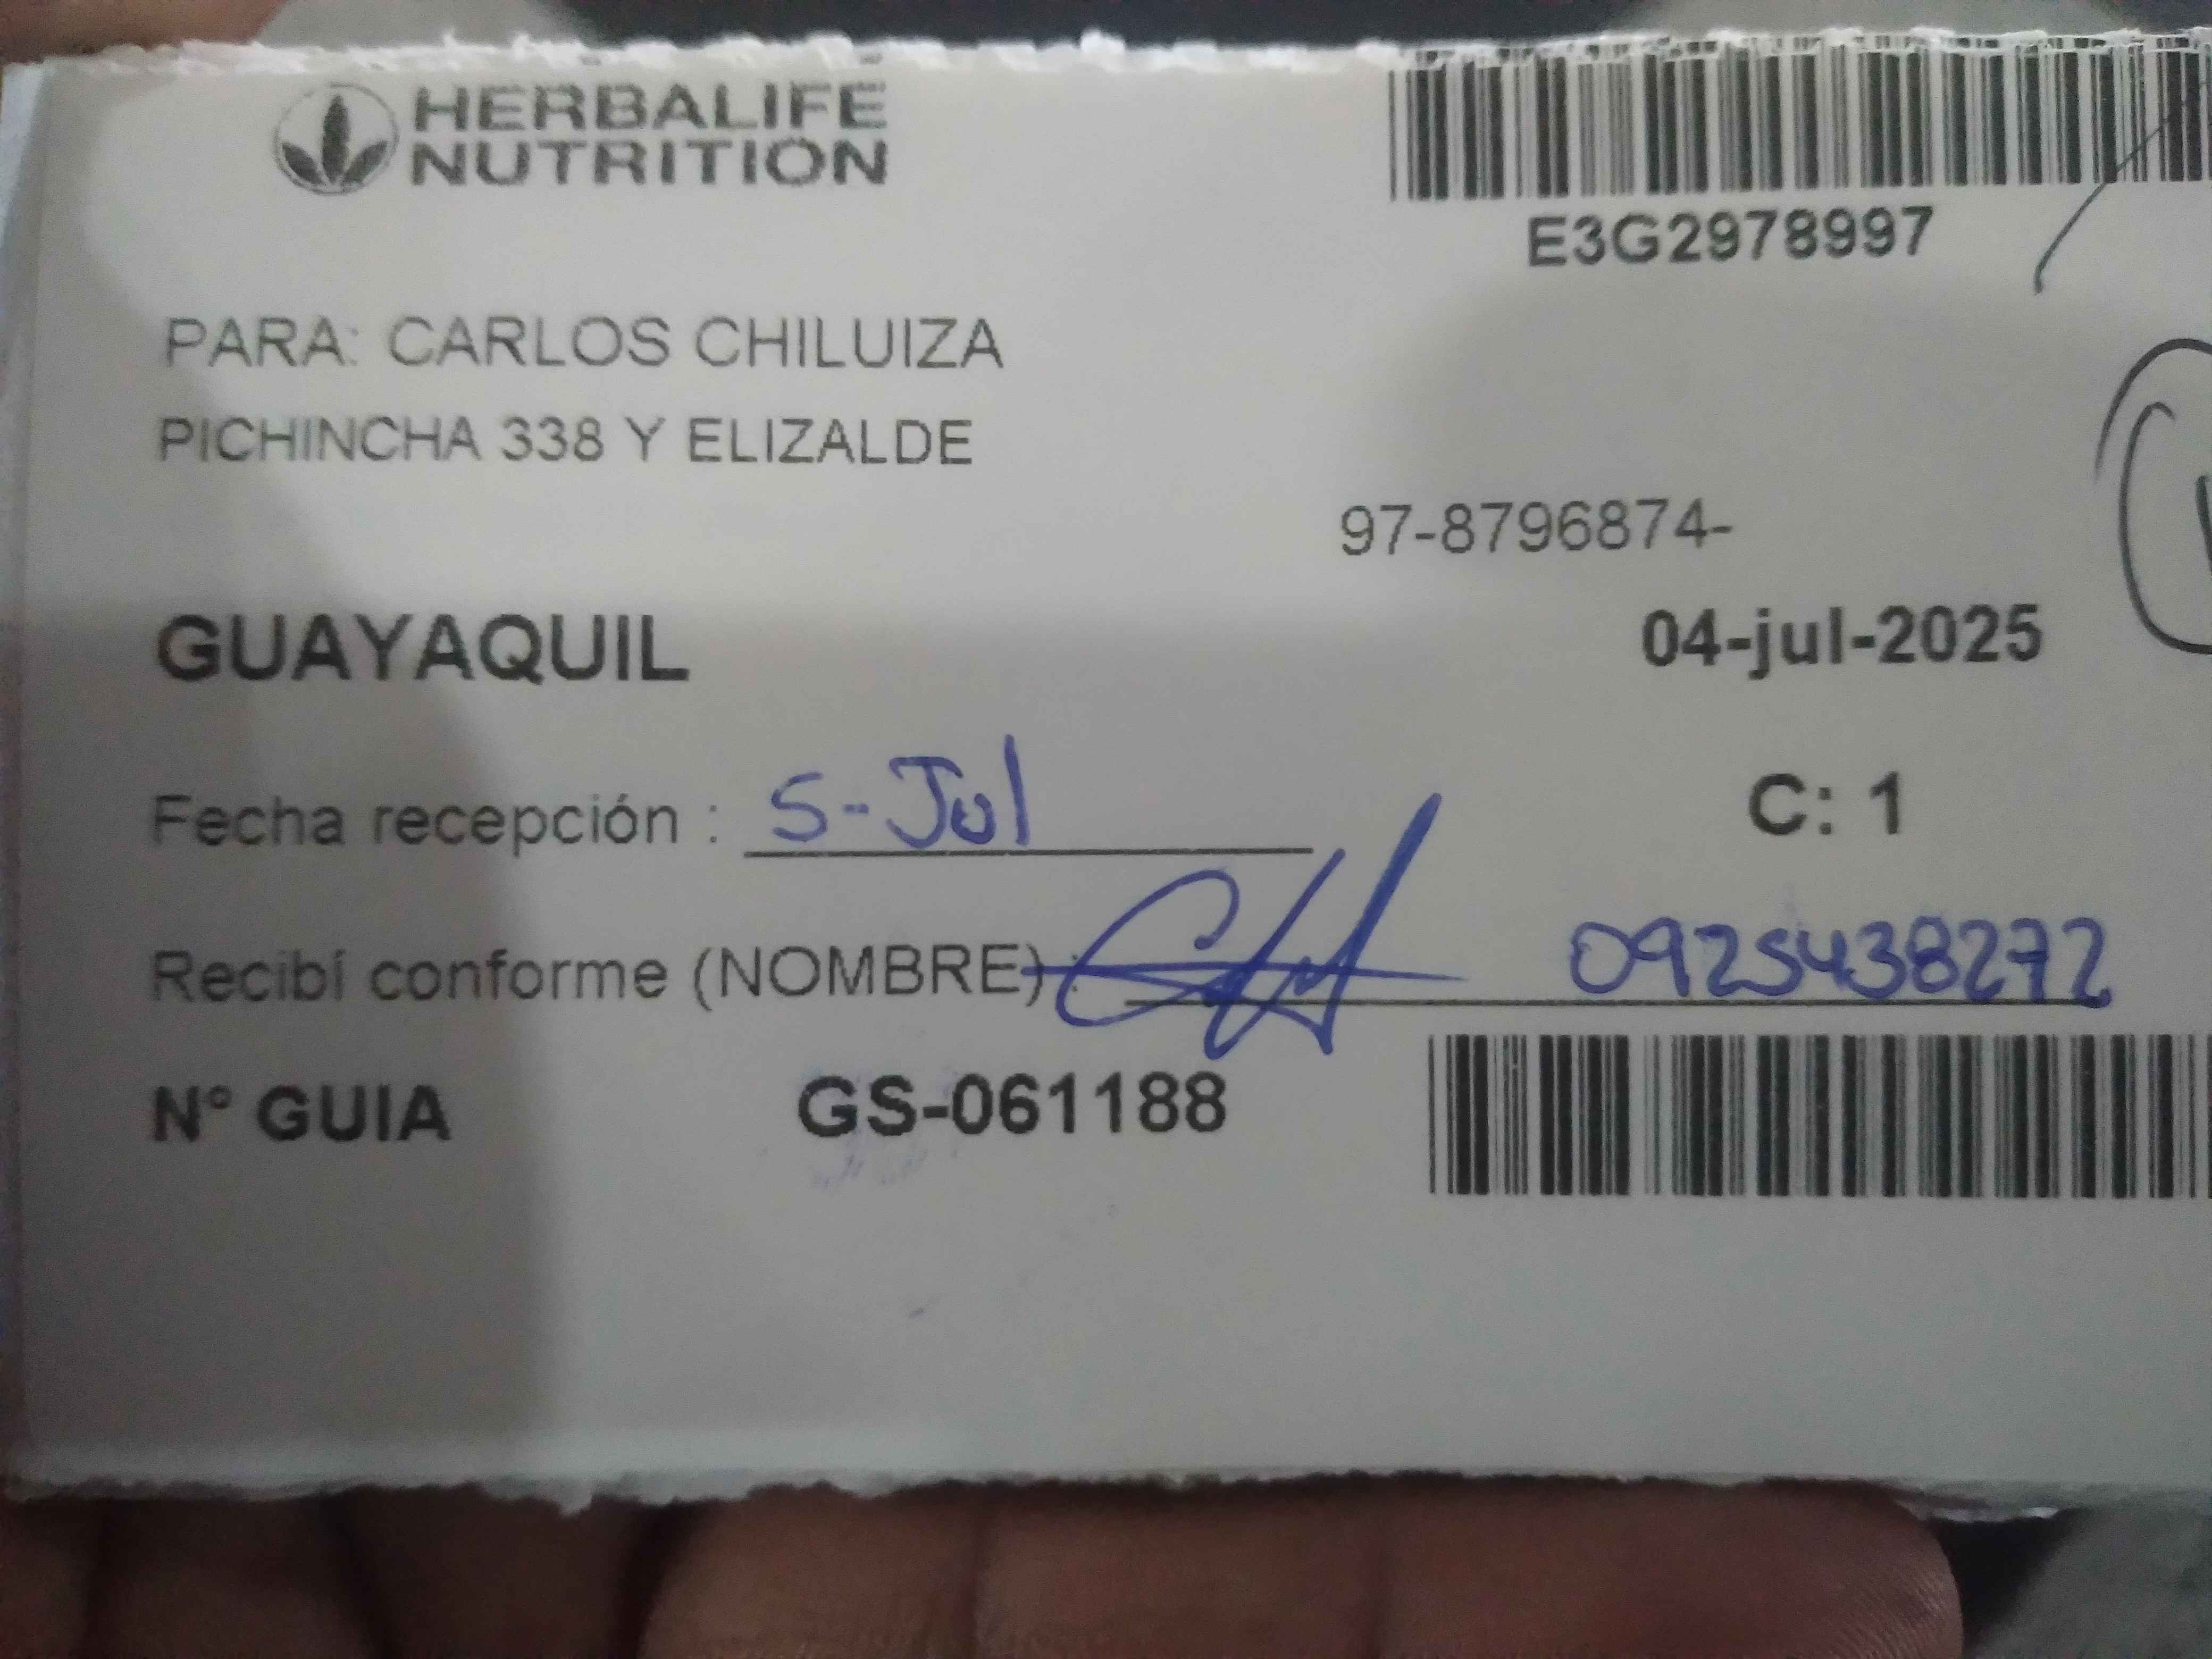 HERBALIFE
NUTRITION
E3G2978997
PARA: CARLOS CHILUIZA
PICHINCHA 338 Y ELIZALDE
97-8796874-
GUAYAQUIL
04-jul-2025
Fecha recepción : 5-Jul
C: 1
Recibí conforme (NOMBRE) : 0925438272
N° GUIA GS-061188